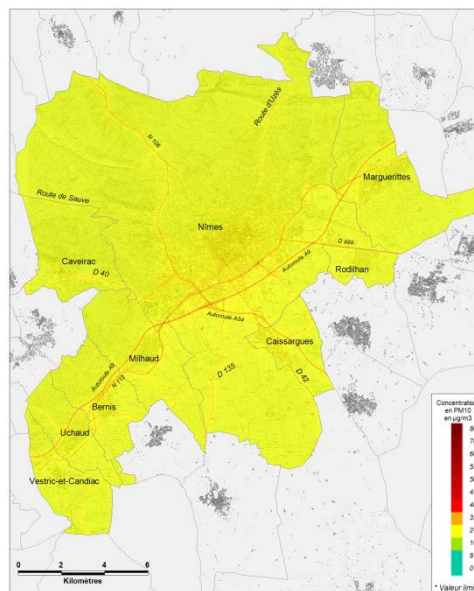 Route d'Uzès
N 106
Marguerittes
Route de Sauve
Nîmes
D 999
Caveirac
D 40
Autoroute A9
Rodilhan
Autoroute A54
Caissargues
Milhaud
D 135
D 42
Autoroute A9
N 113
Bernis
Uchaud
Vestric-et-Candiac
Concentration
en PM10
en µg/m3
0 2 4 6
Kilomètres
* Valeur limi